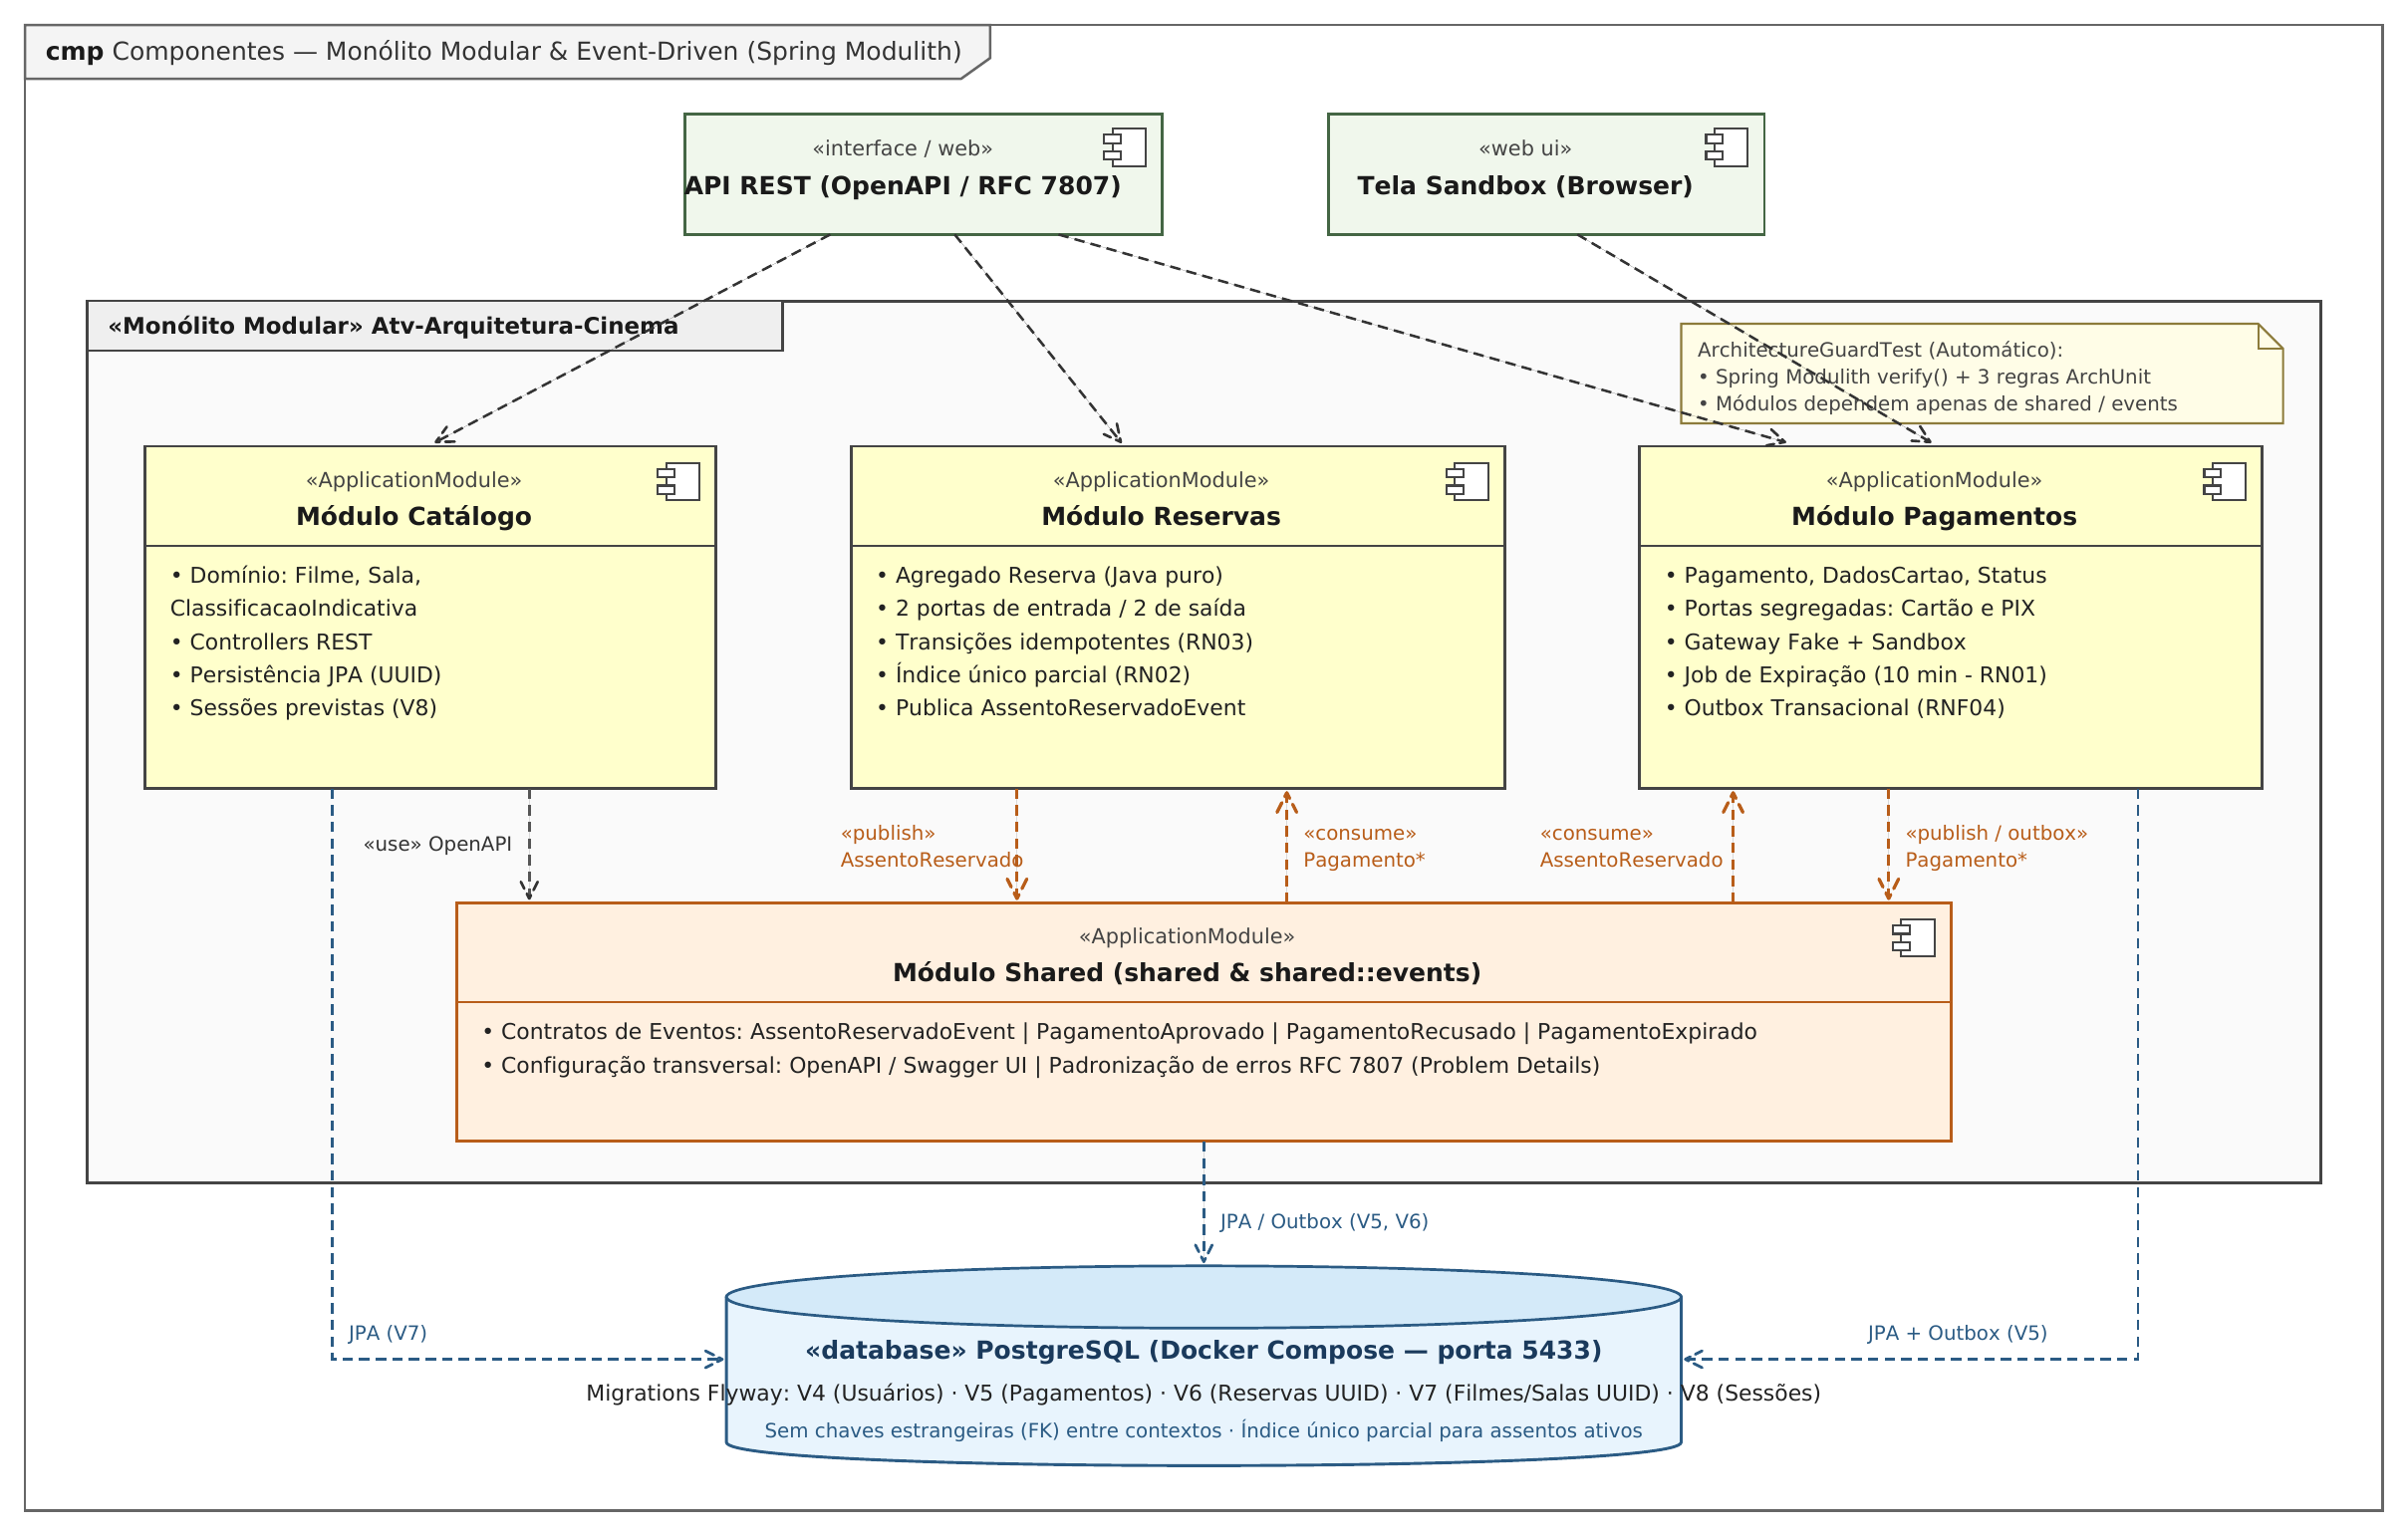 cmp Componentes — Monólito Modular & Event-Driven (Spring Modulith)
«interface / web»
API REST (OpenAPI / RFC 7807)
«web ui»
Tela Sandbox (Browser)
«Monólito Modular» Atv-Arquitetura-Cinema
ArchitectureGuardTest (Automático):
• Spring Modulith verify() + 3 regras ArchUnit
• Módulos dependem apenas de shared / events
«ApplicationModule»
Módulo Catálogo
• Domínio: Filme, Sala,
ClassificacaoIndicativa
• Controllers REST
• Persistência JPA (UUID)
• Sessões previstas (V8)
«ApplicationModule»
Módulo Reservas
• Agregado Reserva (Java puro)
• 2 portas de entrada / 2 de saída
• Transições idempotentes (RN03)
• Índice único parcial (RN02)
• Publica AssentoReservadoEvent
«ApplicationModule»
Módulo Pagamentos
• Pagamento, DadosCartao, Status
• Portas segregadas: Cartão e PIX
• Gateway Fake + Sandbox
• Job de Expiração (10 min - RN01)
• Outbox Transacional (RNF04)
«use» OpenAPI
«publish»
AssentoReservado
«consume»
Pagamento*
«consume»
AssentoReservado
«publish / outbox»
Pagamento*
«ApplicationModule»
Módulo Shared (shared & shared::events)
• Contratos de Eventos: AssentoReservadoEvent | PagamentoAprovado | PagamentoRecusado | PagamentoExpirado
• Configuração transversal: OpenAPI / Swagger UI | Padronização de erros RFC 7807 (Problem Details)
JPA / Outbox (V5, V6)
JPA (V7)
JPA + Outbox (V5)
«database» PostgreSQL (Docker Compose — porta 5433)
Migrations Flyway: V4 (Usuários) · V5 (Pagamentos) · V6 (Reservas UUID) · V7 (Filmes/Salas UUID) · V8 (Sessões)
Sem chaves estrangeiras (FK) entre contextos · Índice único parcial para assentos ativos